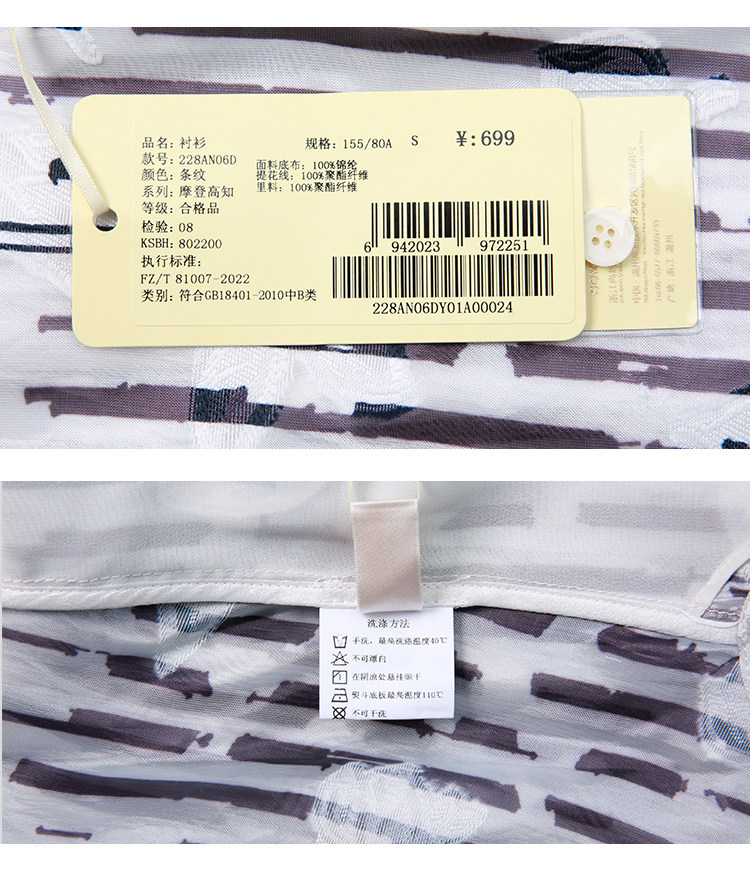 品名: 衬衫
规格: 155/80A S ¥:699
款号: 228AN06D
颜色: 条纹
系列: 摩登高知
等级: 合格品
检验: 08
KSBH: 802200
执行标准:
FZ/T 81007-2022
类别: 符合GB18401-2010中B类
面料底布: 100%锦纶
提花线: 100%聚酯纤维
里料: 100%聚酯纤维
6 942023 972251
228AN06DY01A00024
洗涤方法
手洗，最高洗涤温度40℃
不可漂白
在阴凉处悬挂晾干
熨斗底板最高温度110℃
不可干洗